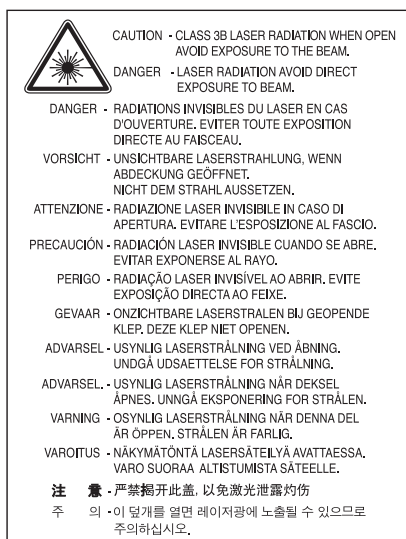 CAUTION - CLASS 3B LASER RADIATION WHEN OPEN
AVOID EXPOSURE TO THE BEAM.
DANGER - LASER RADIATION AVOID DIRECT
EXPOSURE TO BEAM.
DANGER - RADIATIONS INVISIBLES DU LASER EN CAS
D'OUVERTURE. EVITER TOUTE EXPOSITION
DIRECTE AU FAISCEAU.
VORSICHT - UNSICHTBARE LASERSTRAHLUNG, WENN
ABDECKUNG GEÖFFNET.
NICHT DEM STRAHL AUSSETZEN.
ATTENZIONE - RADIAZIONE LASER INVISIBILE IN CASO DI
APERTURA. EVITARE L'ESPOSIZIONE AL FASCIO.
PRECAUCIÓN - RADIACIÓN LASER INVISIBLE CUANDO SE ABRE.
EVITAR EXPONERSE AL RAYO.
PERIGO - RADIAÇÃO LASER INVISÍVEL AO ABRIR. EVITE
EXPOSIÇÃO DIRECTA AO FEIXE.
GEVAAR - ONZICHTBARE LASERSTRALEN BIJ GEOPENDE
KLEP. DEZE KLEP NIET OPENEN.
ADVARSEL - USYNLIG LASERSTRÅLNING VED ÅBNING.
UNDGÅ UDSAETTELSE FOR STRÅLNING.
ADVARSEL. - USYNLIG LASERSTRÅLNING NÅR DEKSEL
ÅPNES. UNNGÅ EKSPONERING FOR STRÅLEN.
VARNING - OSYNLIG LASERSTRÅLNING NÄR DENNA DEL
ÄR ÖPPEN. STRÅLEN ÄR FARLIG.
VAROITUS - NÄKYMÄTÖNTÄ LASERSÄTEILYÄ AVATTAESSA.
VARO SUORAA ALTISTUMISTA SÄTEELLE.
注 意 - 严禁揭开此盖, 以免激光泄露灼伤
주 의 - 이 덮개를 열면 레이저광에 노출될 수 있으므로
주의하십시오.